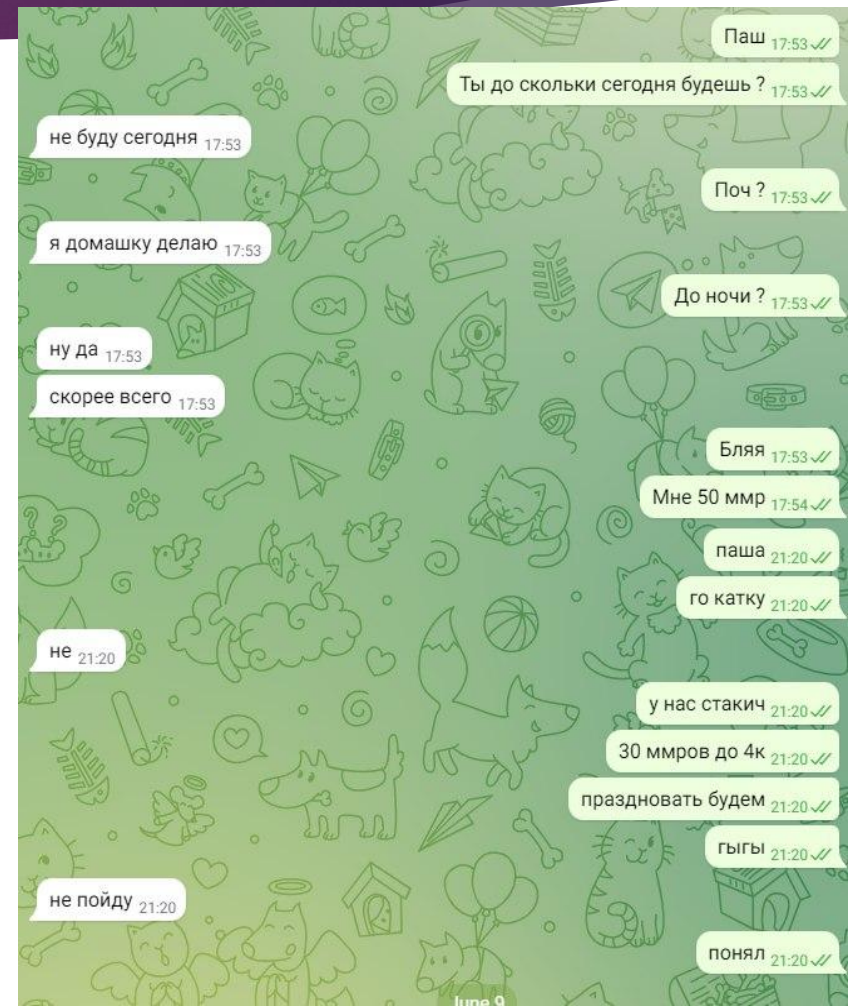 Паш 17:53
Ты до скольки сегодня будешь ? 17:53
не буду сегодня 17:53
Поч ? 17:53
я домашку делаю 17:53
До ночи ? 17:53
ну да 17:53
скорее всего 17:53
Бляя 17:53
Мне 50 ммр 17:54
паша 21:20
го катку 21:20
не 21:20
у нас стакич 21:20
30 ммров до 4к 21:20
праздновать будем 21:20
гыгы 21:20
не пойду 21:20
понял 21:20
June 9